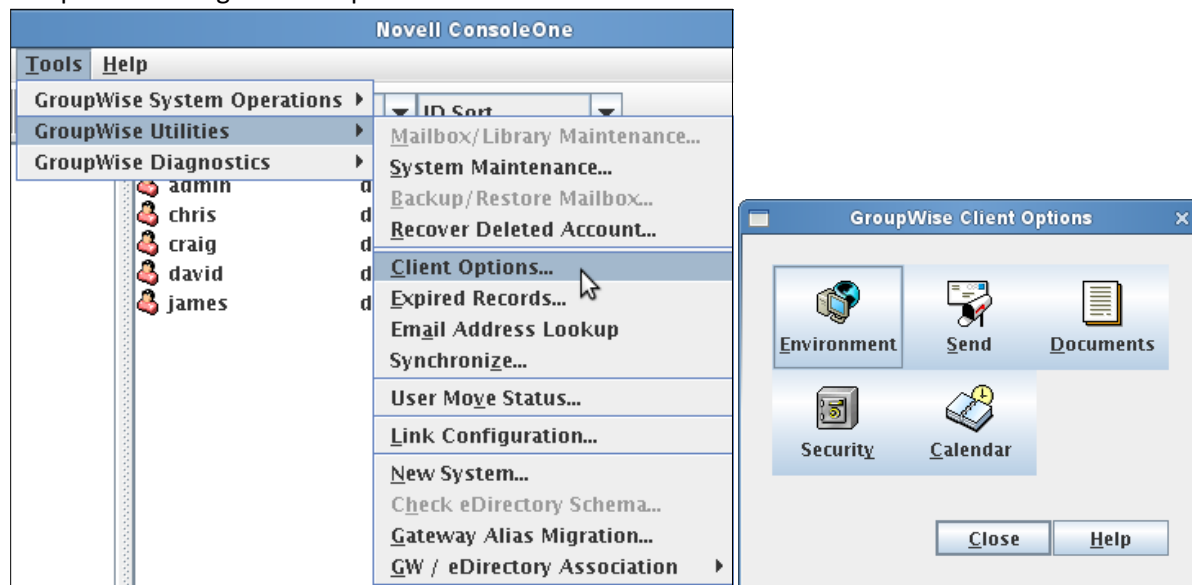 Novell ConsoleOne
Tools Help
GroupWise System Operations
GroupWise Utilities
GroupWise Diagnostics
ID Sort
admin d
chris d
craig d
david d
james d
Mailbox/Library Maintenance...
System Maintenance...
Backup/Restore Mailbox...
Recover Deleted Account...
Client Options...
Expired Records...
Email Address Lookup
Synchronize...
User Move Status...
Link Configuration...
New System...
Check eDirectory Schema...
Gateway Alias Migration...
GW / eDirectory Association
GroupWise Client Options
Environment Send Documents
Security Calendar
Close Help